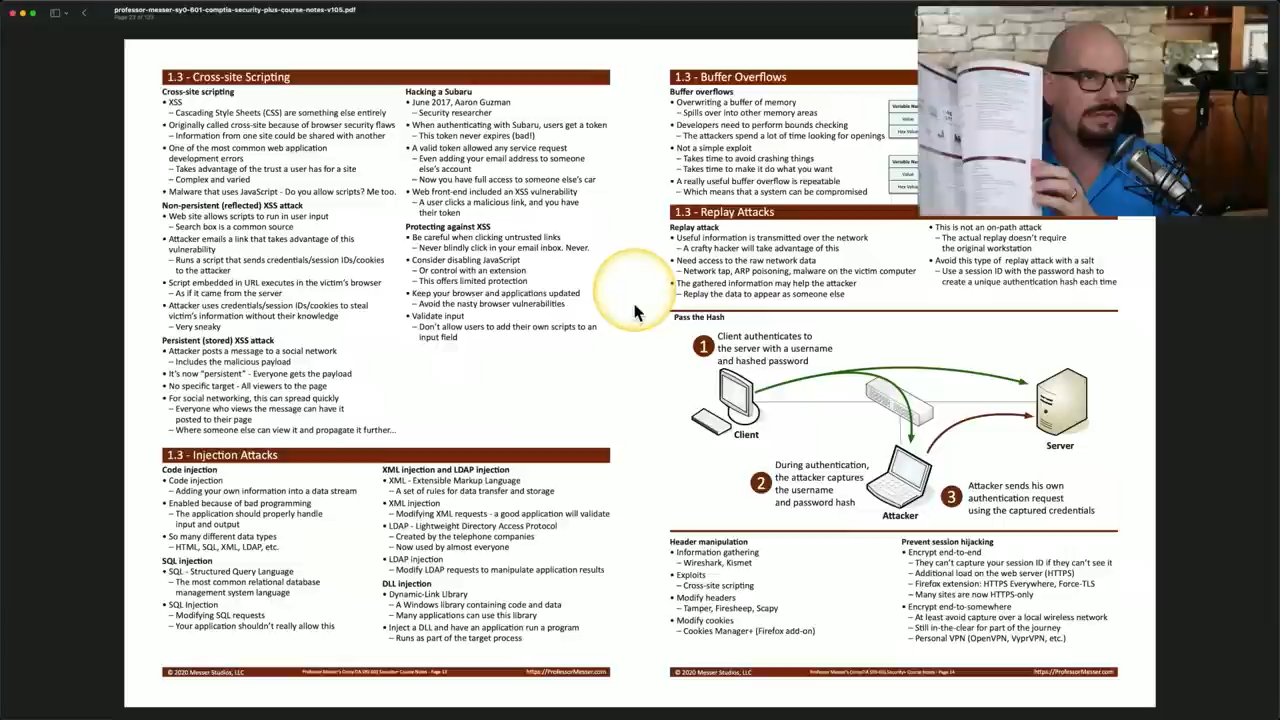 professor-messer-sy0-601-comptia-security-plus-course-notes-v105.pdf
Page 23 of 123
1.3 - Cross-site Scripting
Cross-site scripting
• XSS
– Cascading Style Sheets (CSS) are something else entirely
• Originally called cross-site because of browser security flaws
– Information from one site could be shared with another
• One of the most common web application
development errors
– Takes advantage of the trust a user has for a site
– Complex and varied
• Malware that uses JavaScript - Do you allow scripts? Me too.
Non-persistent (reflected) XSS attack
• Web site allows scripts to run in user input
– Search box is a common source
• Attacker emails a link that takes advantage of this
vulnerability
– Runs a script that sends credentials/session IDs/cookies
to the attacker
• Script embedded in URL executes in the victim's browser
– As if it came from the server
• Attacker uses credentials/session IDs/cookies to steal
victim's information without their knowledge
– Very sneaky
Persistent (stored) XSS attack
• Attacker posts a message to a social network
– Includes the malicious payload
• It's now "persistent" - Everyone gets the payload
• No specific target - All viewers to the page
• For social networking, this can spread quickly
– Everyone who views the message can have it
posted to their page
– Where someone else can view it and propagate it further...
Hacking a Subaru
• June 2017, Aaron Guzman
– Security researcher
• When authenticating with Subaru, users get a token
– This token never expires (bad!)
• A valid token allowed any service request
– Even adding your email address to someone
else's account
– Now you have full access to someone else's car
• Web front-end included an XSS vulnerability
– A user clicks a malicious link, and you have
their token
Protecting against XSS
• Be careful when clicking untrusted links
– Never blindly click in your email inbox. Never.
• Consider disabling JavaScript
– Or control with an extension
– This offers limited protection
• Keep your browser and applications updated
– Avoid the nasty browser vulnerabilities
• Validate input
– Don't allow users to add their own scripts to an
input field
1.3 - Injection Attacks
Code injection
• Code injection
– Adding your own information into a data stream
• Enabled because of bad programming
– The application should properly handle
input and output
• So many different data types
– HTML, SQL, XML, LDAP, etc.
SQL injection
• SQL - Structured Query Language
– The most common relational database
management system language
• SQL Injection
– Modifying SQL requests
– Your application shouldn't really allow this
XML injection and LDAP injection
• XML - Extensible Markup Language
– A set of rules for data transfer and storage
• XML injection
– Modifying XML requests - a good application will validate
• LDAP - Lightweight Directory Access Protocol
– Created by the telephone companies
– Now used by almost everyone
• LDAP injection
– Modify LDAP requests to manipulate application results
DLL injection
• Dynamic-Link Library
– A Windows library containing code and data
– Many applications can use this library
• Inject a DLL and have an application run a program
– Runs as part of the target process
© 2020 Messer Studios, LLC
Professor Messer's CompTIA SY0-601 Security+ Course Notes - Page 13
https://ProfessorMesser.com
1.3 - Buffer Overflows
Buffer overflows
• Overwriting a buffer of memory
– Spills over into other memory areas
• Developers need to perform bounds checking
– The attackers spend a lot of time looking for openings
• Not a simple exploit
– Takes time to avoid crashing things
– Takes time to make it do what you want
• A really useful buffer overflow is repeatable
– Which means that a system can be compromised
Value
Hex Value
Value
1.3 - Replay Attacks
Replay attack
• Useful information is transmitted over the network
– A crafty hacker will take advantage of this
• Need access to the raw network data
– Network tap, ARP poisoning, malware on the victim computer
• The gathered information may help the attacker
– Replay the data to appear as someone else
• This is not an on-path attack
– The actual replay doesn't require
the original workstation
• Avoid this type of replay attack with a salt
– Use a session ID with the password hash to
create a unique authentication hash each time
Pass the Hash
1
Client authenticates to
the server with a username
and hashed password
Client
Server
2
During authentication,
the attacker captures
the username
and password hash
Attacker
3
Attacker sends his own
authentication request
using the captured credentials
Header manipulation
• Information gathering
– Wireshark, Kismet
• Exploits
– Cross-site scripting
• Modify headers
– Tamper, Firesheep, Scapy
• Modify cookies
– Cookies Manager+ (Firefox add-on)
Prevent session hijacking
• Encrypt end-to-end
– They can't capture your session ID if they can't see it
– Additional load on the web server (HTTPS)
– Firefox extension: HTTPS Everywhere, Force-TLS
– Many sites are now HTTPS-only
• Encrypt end-to-somewhere
– At least avoid capture over a local wireless network
– Still in-the-clear for part of the journey
– Personal VPN (OpenVPN, VyprVPN, etc.)
© 2020 Messer Studios, LLC
Professor Messer's CompTIA SY0-601 Security+ Course Notes - Page 14
https://ProfessorMesser.com